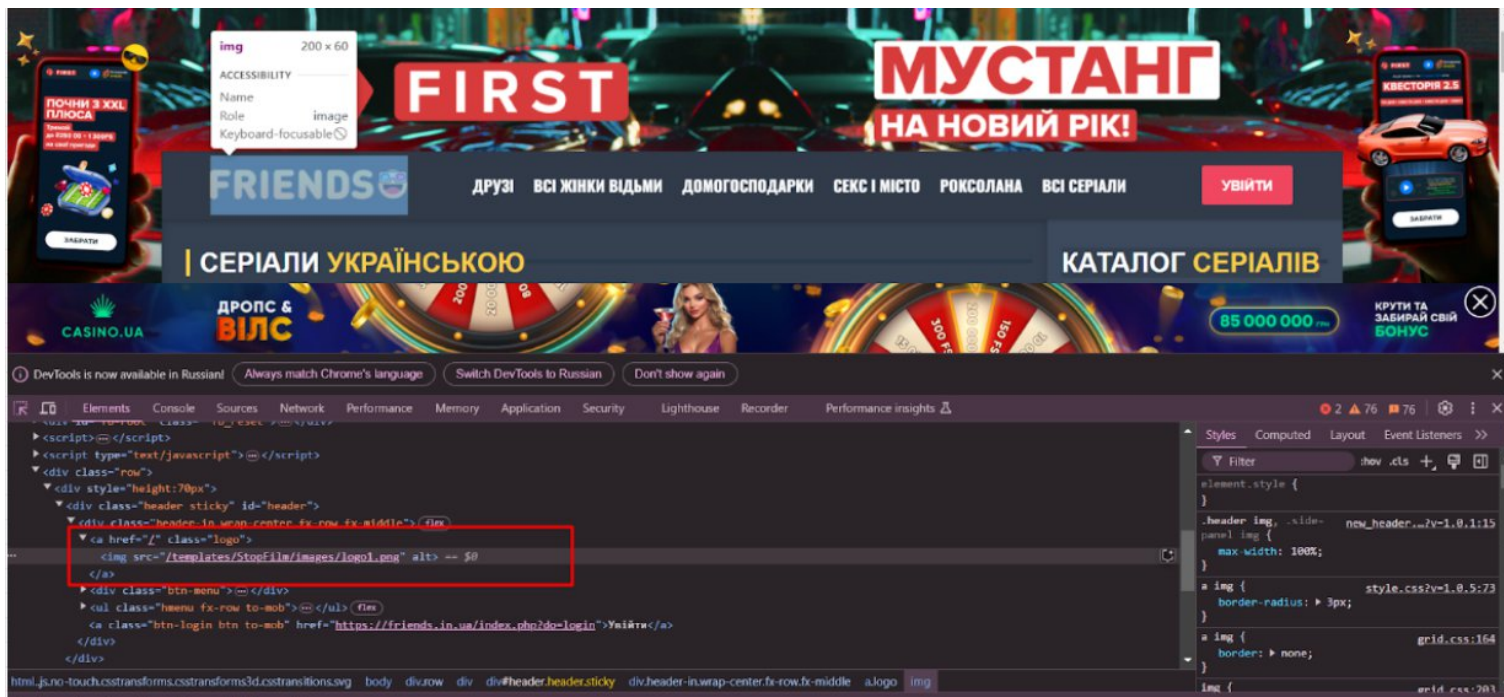 img 200 × 60
ACCESSIBILITY
Name
Role image
Keyboard-focusable
FIRST
МУСТАНГ
НА НОВИЙ РІК!
FIRST
ПОЧНИ З XXL
ПЛЮСА
ЗАБРАТИ
FIRST
КВЕСТОРІЯ 2.5
ЗАБРАТИ
FRIENDS
ДРУЗІ ВСІ ЖІНКИ ВІДЬМИ ДОМОГОСПОДАРКИ СЕКС І МІСТО РОКСОЛАНА ВСІ СЕРІАЛИ УВІЙТИ
СЕРІАЛИ УКРАЇНСЬКОЮ
КАТАЛОГ СЕРІАЛІВ
CASINO.UA
ДРОПС &
ВІЛС
85 000 000 грн
КРУТИ ТА
ЗАБИРАЙ СВІЙ
БОНУС
DevTools is now available in Russian! Always match Chrome's language Switch DevTools to Russian Don't show again
Elements Console Sources Network Performance Memory Application Security Lighthouse Recorder Performance insights 2 76 76
<script>…</script>
<script type="text/javascript">…</script>
<div class="row">
<div style="height:70px">
<div class="header sticky" id="header">
<div class="header-in wrap-center fx-row fx-middle"> flex
<a href="/" class="logo">
<img src="/templates/StopFilm/images/logo1.png" alt> == $0
</a>
<div class="btn-menu">…</div>
<ul class="hmenu fx-row to-mob">…</ul> flex
<a class="btn-login btn to-mob" href="https://friends.in.ua/index.php?do=login">Увійти</a>
</div>
</div>
html.js.no-touch.csstransforms.csstransforms3d.csstransitions.svg body div.row div div#header.header.sticky div.header-in.wrap-center.fx-row.fx-middle a.logo img
Styles Computed Layout Event Listeners
Filter :hov .cls
element.style {
}
.header img, .side-panel img { new_header.…?v=1.0.1:15
max-width: 100%;
}
a img { style.css?v=1.0.5:73
border-radius: 3px;
}
a img { grid.css:164
border: none;
}
img { grid.css:203